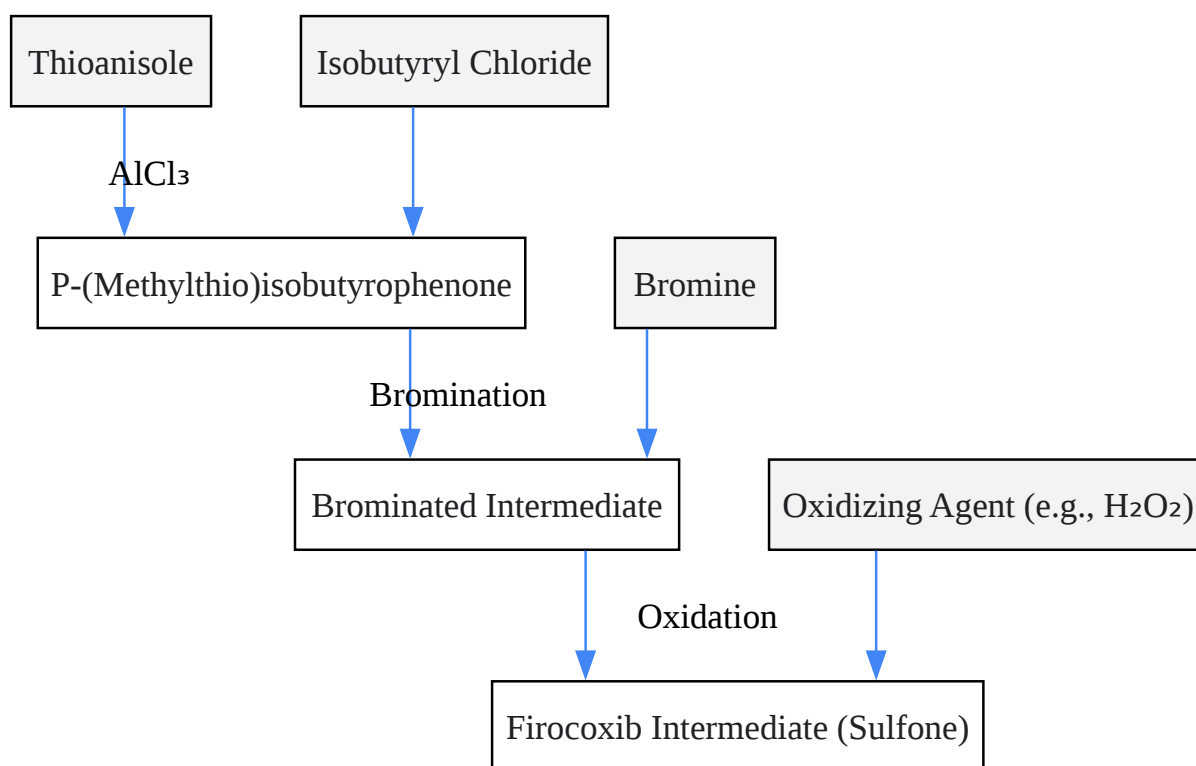 Thioanisole
Isobutyryl Chloride
AlCl₃
P-(Methylthio)isobutyrophenone
Bromine
Bromination
Brominated Intermediate
Oxidizing Agent (e.g., H₂O₂)
Oxidation
Firocoxib Intermediate (Sulfone)